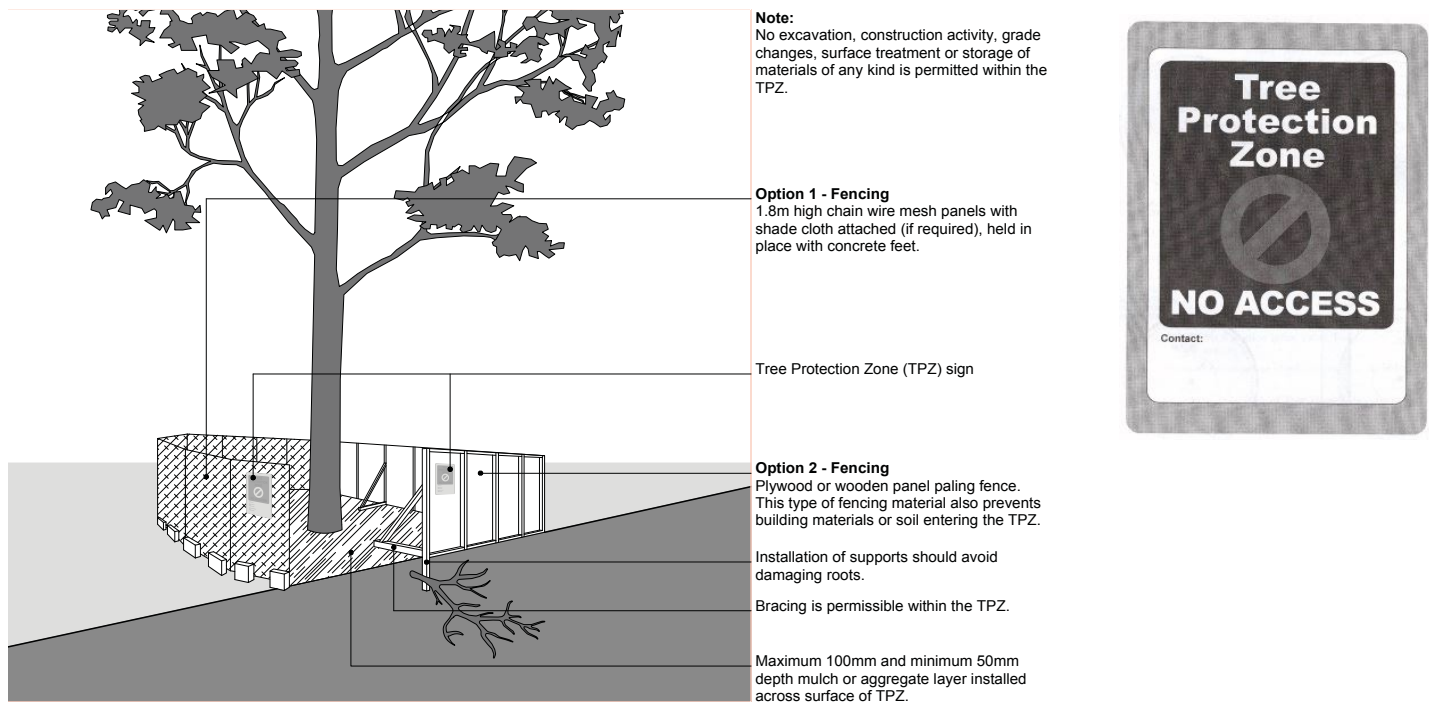 Note:
No excavation, construction activity, grade
changes, surface treatment or storage of
materials of any kind is permitted within the
TPZ.
Option 1 - Fencing
1.8m high chain wire mesh panels with
shade cloth attached (if required), held in
place with concrete feet.
Tree Protection Zone (TPZ) sign
Option 2 - Fencing
Plywood or wooden panel paling fence.
This type of fencing material also prevents
building materials or soil entering the TPZ.
Installation of supports should avoid
damaging roots.
Bracing is permissible within the TPZ.
Maximum 100mm and minimum 50mm
depth mulch or aggregate layer installed
across surface of TPZ.
Tree
Protection
Zone
NO ACCESS
Contact: